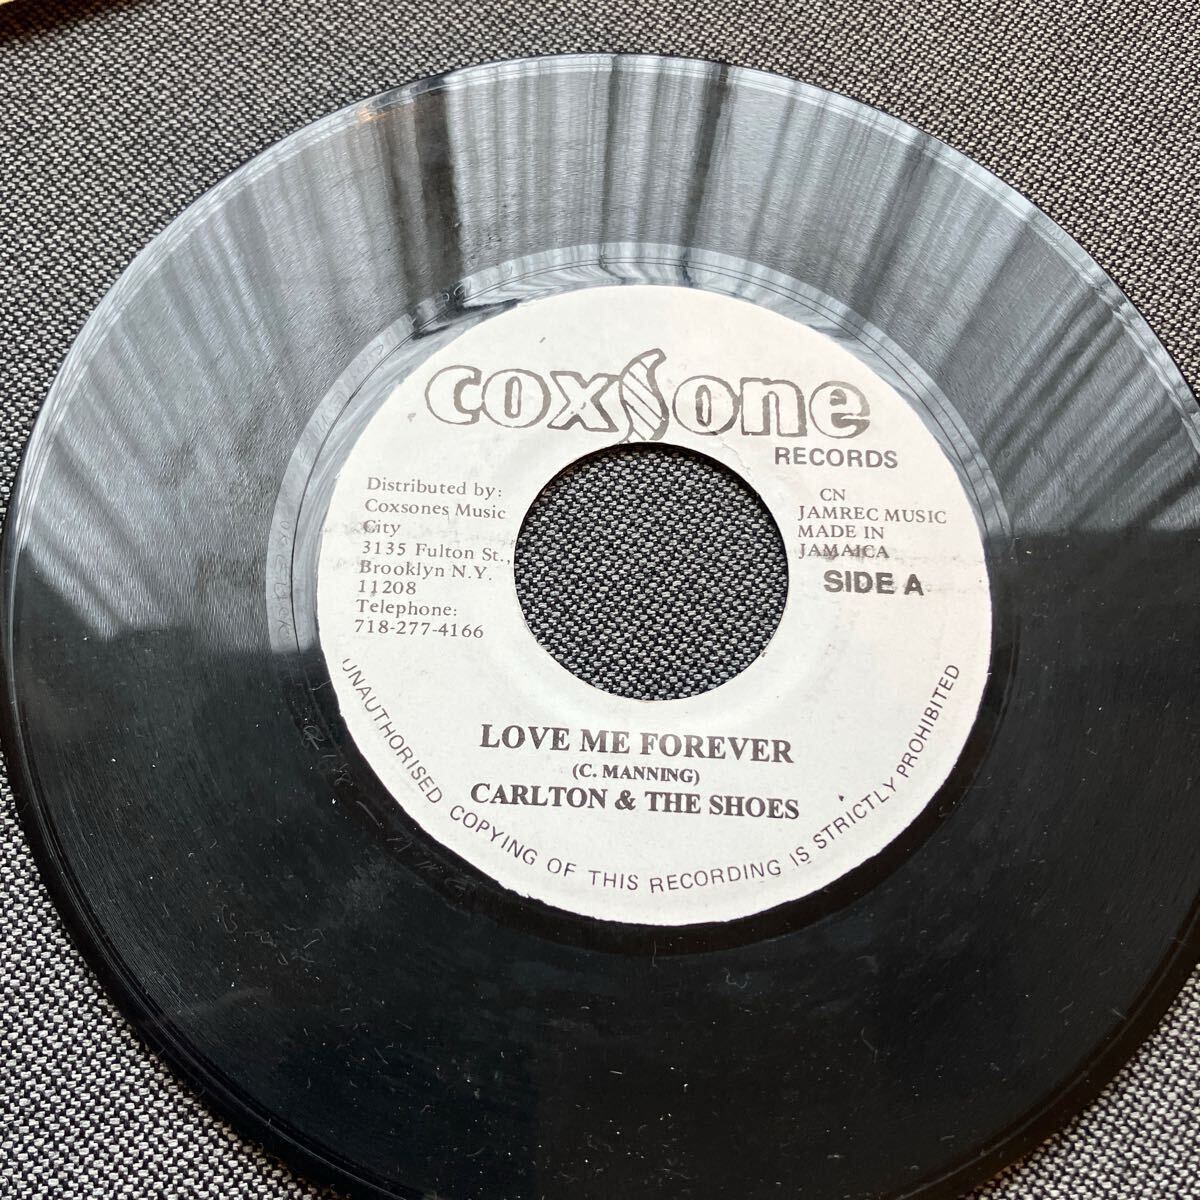 coxsone
RECORDS
Distributed by:
Coxsones Music
City
3135 Fulton St.,
Brooklyn N.Y.
11208
Telephone:
718-277-4166
CN
JAMREC MUSIC
MADE IN
JAMAICA
SIDE A
LOVE ME FOREVER
(C. MANNING)
CARLTON & THE SHOES
UNAUTHORISED COPYING OF THIS RECORDING IS STRICTLY PROHIBITED